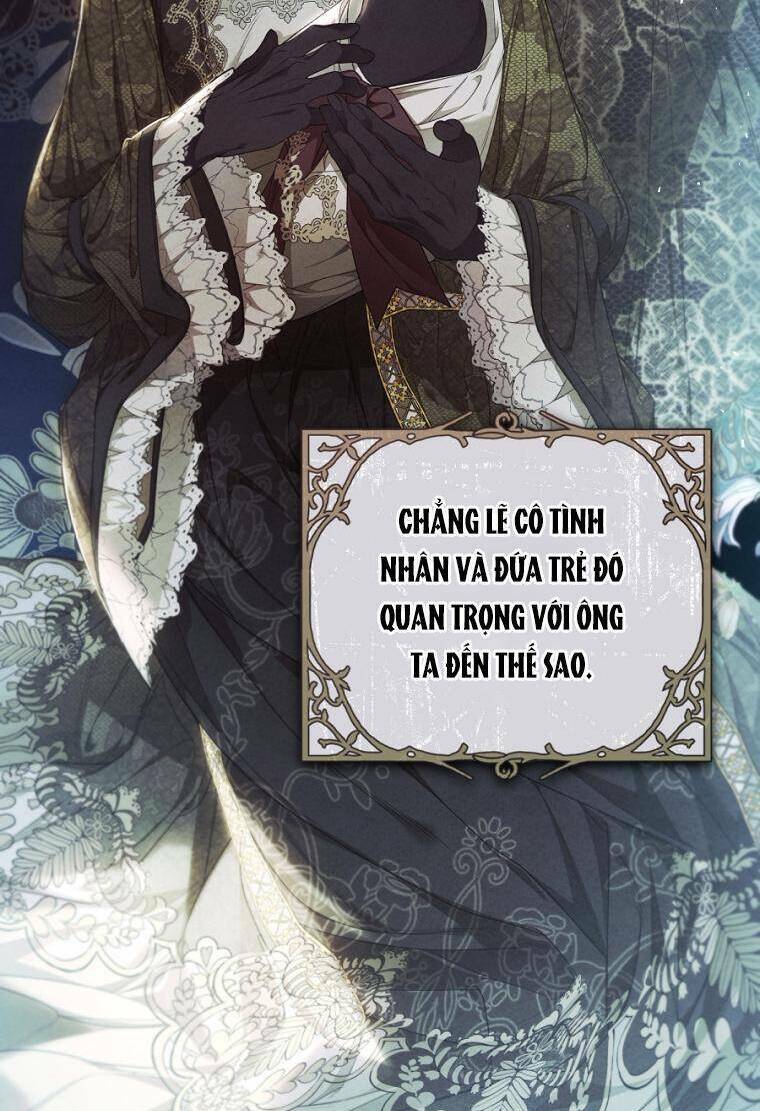 CHẲNG LẼ CÔ TÌNH
NHÂN VÀ ĐỨA TRẺ ĐÓ
QUAN TRỌNG VỚI ÔNG
TA ĐẾN THẾ SAO.